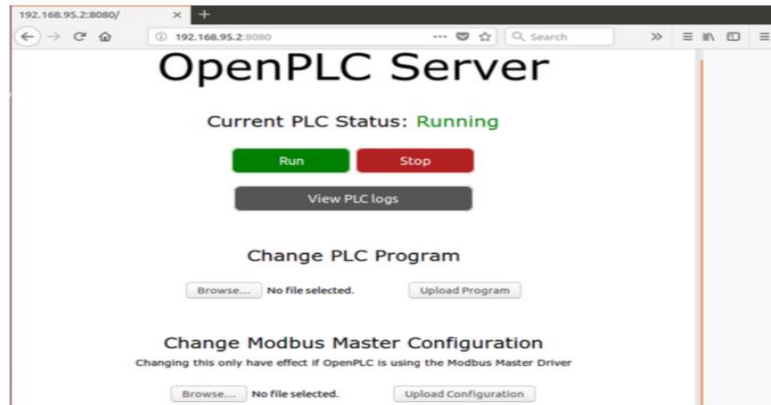 192.168.95.2:8080/
192.168.95.2:8080
Search
OpenPLC Server
Current PLC Status: Running
Run Stop
View PLC logs
Change PLC Program
Browse... No file selected. Upload Program
Change Modbus Master Configuration
Changing this only have effect if OpenPLC is using the Modbus Master Driver
Browse... No file selected. Upload Configuration